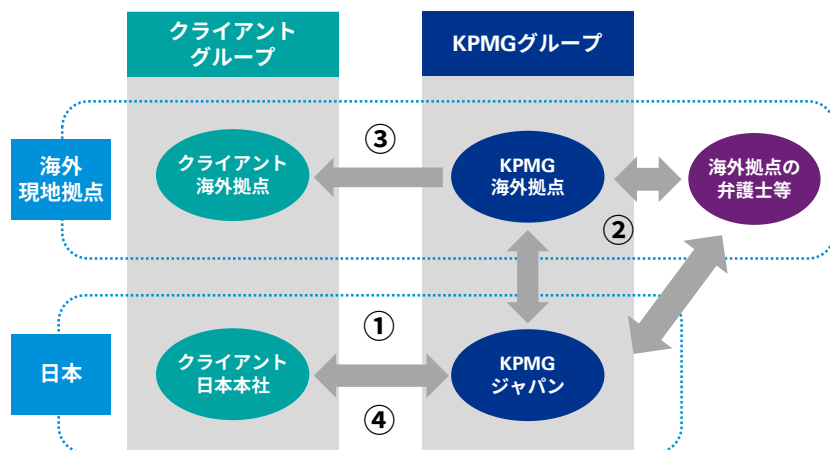 クライアント
グループ
KPMGグループ
海外
現地拠点
クライアント
海外拠点
③
KPMG
海外拠点
海外拠点の
弁護士等
②
日本
クライアント
日本本社
①
④
KPMG
ジャパン